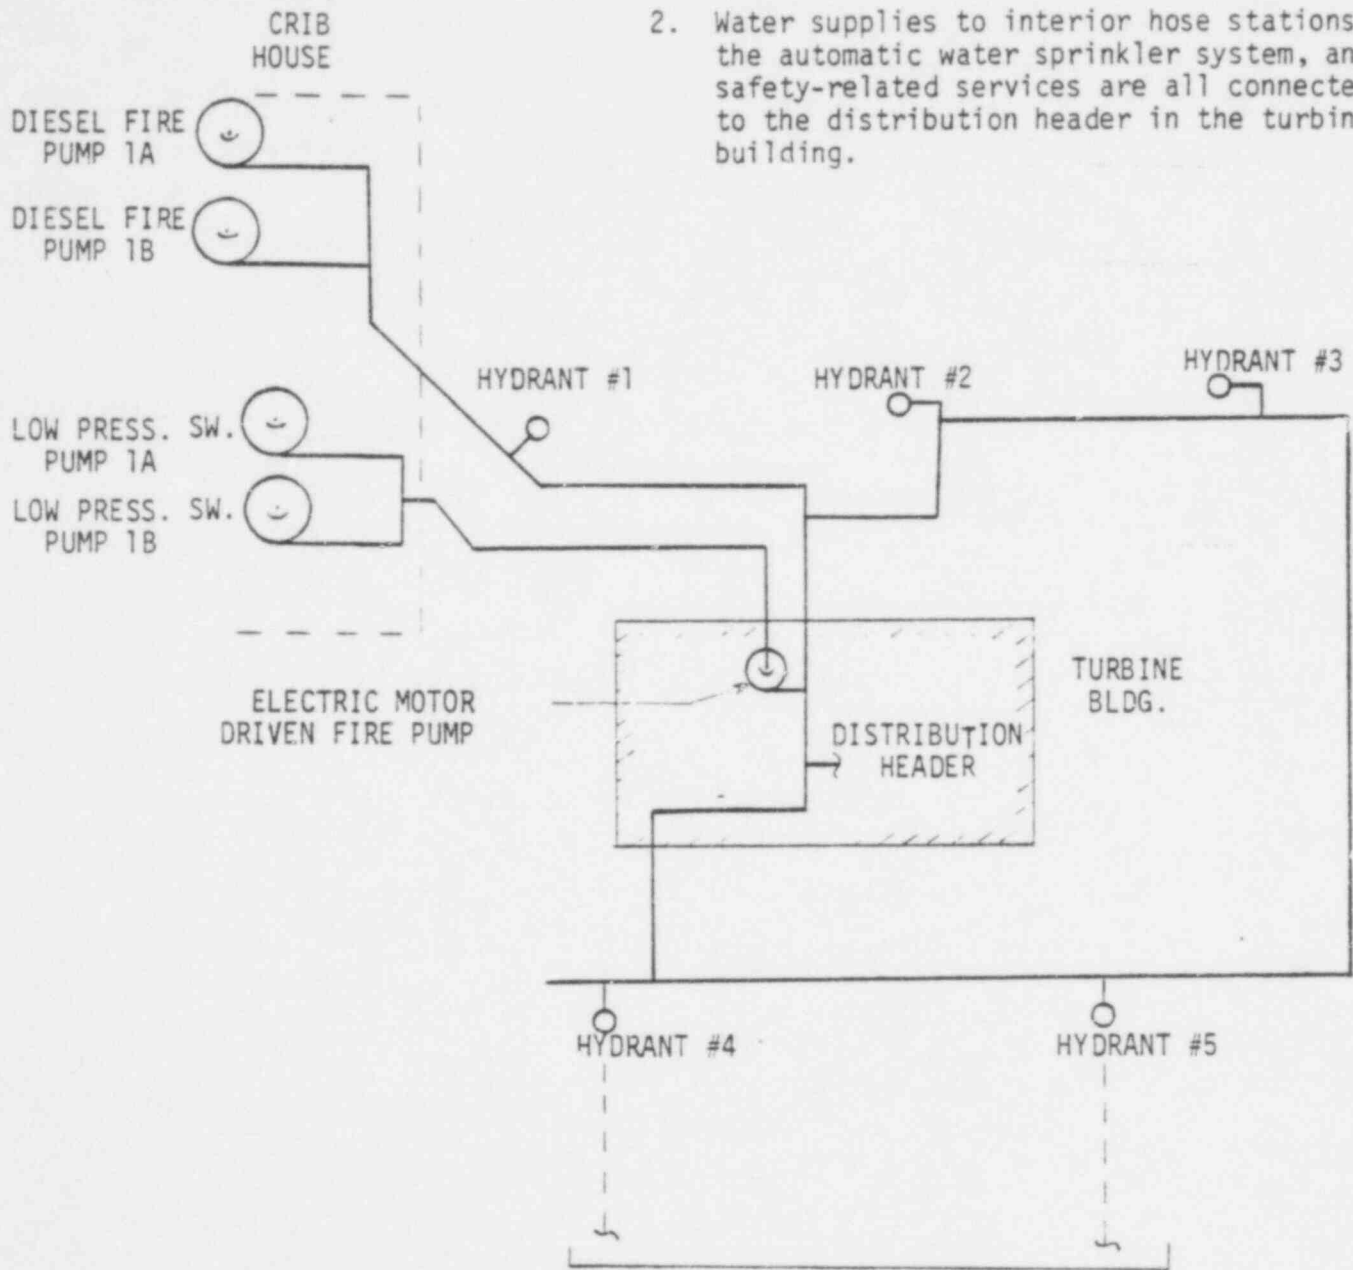 CRIB
HOUSE
2. Water supplies to interior hose stations
the automatic water sprinkler system, an
safety-related services are all connecte
to the distribution header in the turbin
building.
DIESEL FIRE
PUMP 1A
DIESEL FIRE
PUMP 1B
HYDRANT #1
HYDRANT #2
HYDRANT #3
LOW PRESS. SW.
PUMP 1A
LOW PRESS. SW.
PUMP 1B
TURBINE
BLDG.
ELECTRIC MOTOR
DRIVEN FIRE PUMP
DISTRIBUTION
HEADER
HYDRANT #4
HYDRANT #5